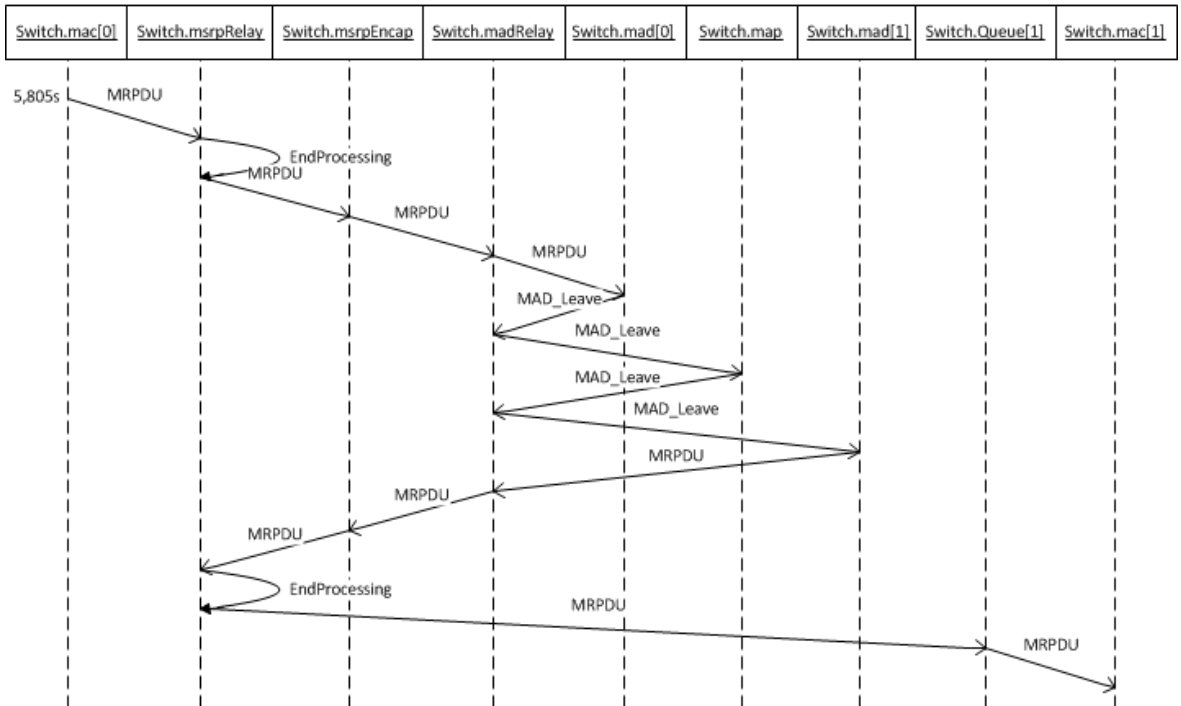 Switch.mac[0] Switch.msrpRelay Switch.msrpEncap Switch.madRelay Switch.mad[0] Switch.map Switch.mad[1] Switch.Queue[1] Switch.mac[1]
5,805s
MRPDU
EndProcessing
MRPDU
MRPDU
MRPDU
MAD_Leave
MAD_Leave
MAD_Leave
MAD_Leave
MRPDU
MRPDU
MRPDU
EndProcessing
MRPDU
MRPDU